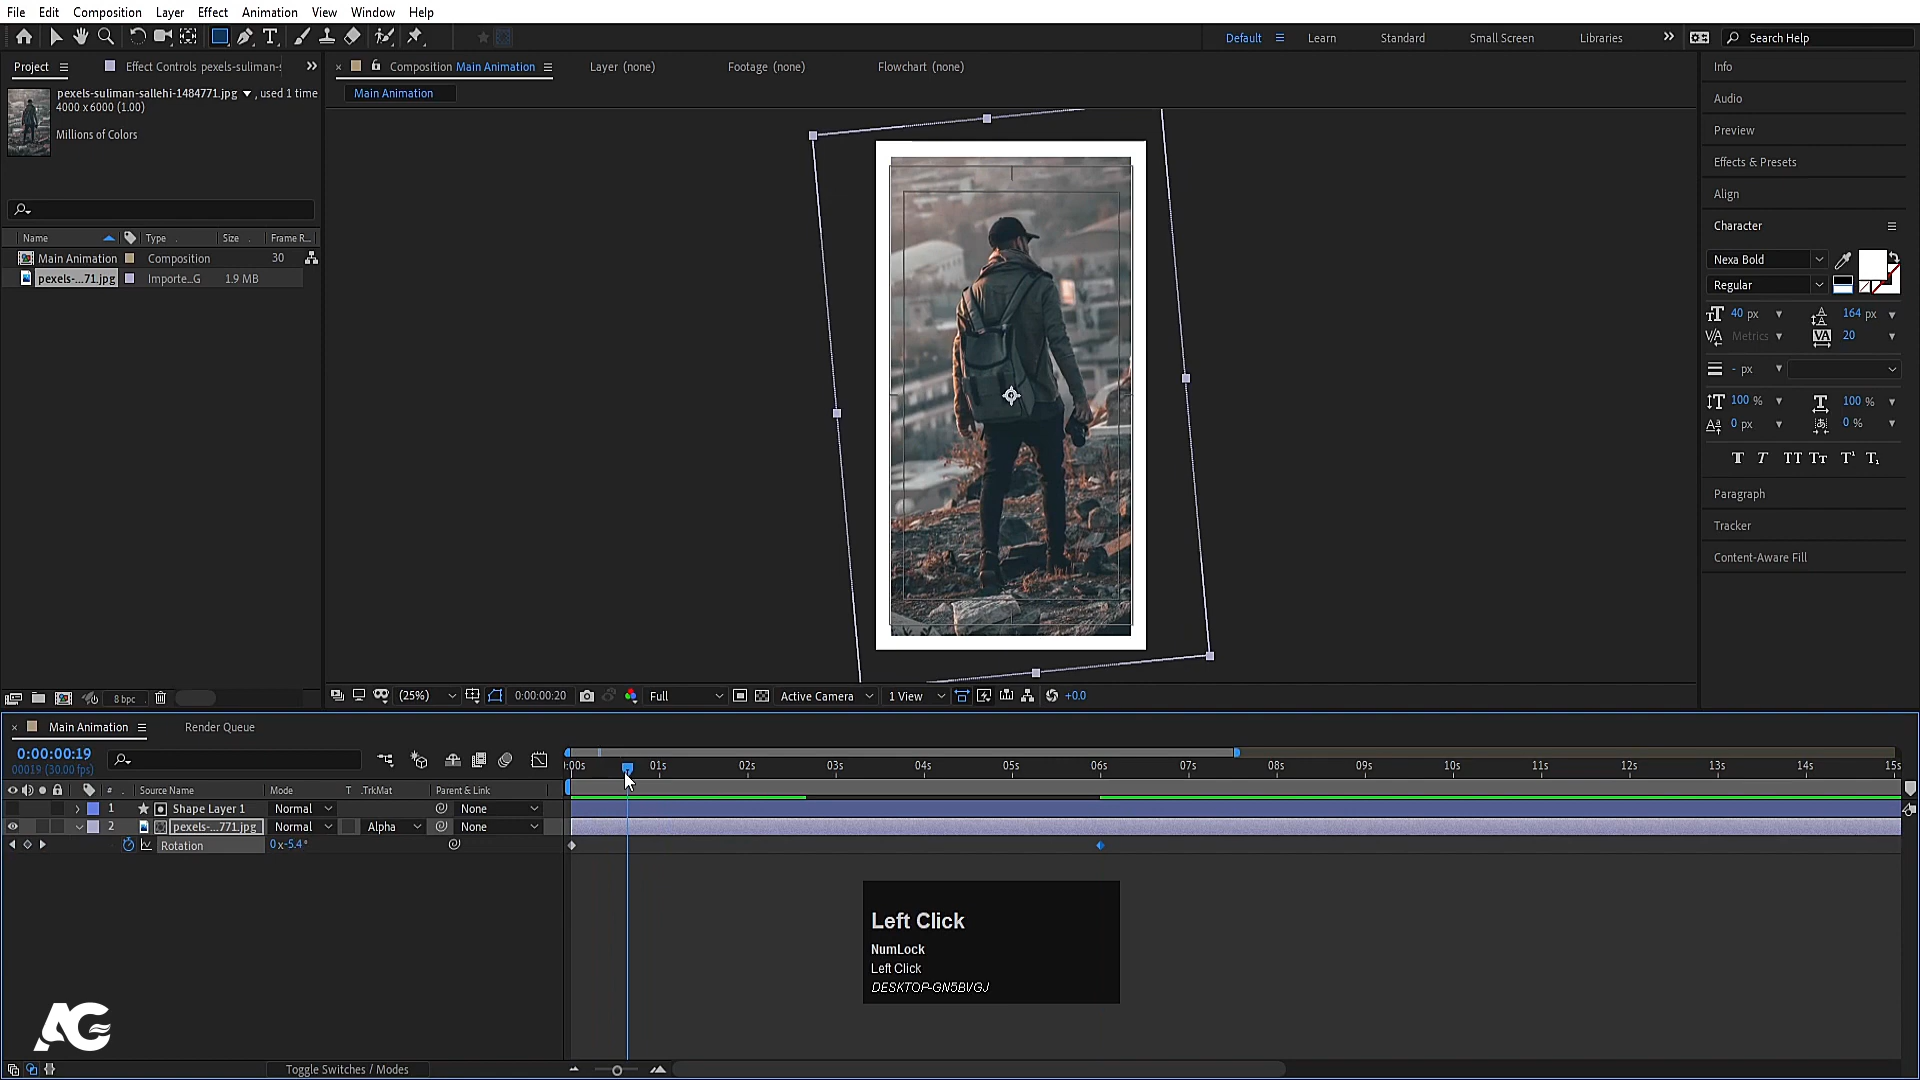 File Edit Composition Layer Effect Animation View Window Help
Default Learn Standard Small Screen Libraries Search Help
Project Effect Controls pexels-suliman-s
Composition Main Animation Layer (none) Footage (none) Flowchart (none)
Main Animation
pexels-suliman-sallehi-1484771.jpg , used 1 time
4000 x 6000 (1.00)
Millions of Colors
Name Type Size Frame R...
Main Animation Composition 30
pexels-...71.jpg Importe...G 1.9 MB
8 bpc
(25%) 0:00:00:20 Full Active Camera 1 View +0.0
Info
Audio
Preview
Effects & Presets
Align
Character
Nexa Bold
Regular
40 px 164 px
Metrics 20
- px
100 % 100 %
0 px 0 %
T T TT Tт T¹ T₁
Paragraph
Tracker
Content-Aware Fill
Main Animation Render Queue
0:00:00:19
00019 (30.00 fps)
):00s 01s 02s 03s 04s 05s 06s 07s 08s 09s 10s 11s 12s 13s 14s 15s
# Source Name Mode T .TrkMat Parent & Link
1 Shape Layer 1 Normal None
2 pexels-...771.jpg Normal Alpha None
Rotation 0x-5.4°
Left Click
NumLock
Left Click
DESKTOP-GN5BVGJ
AG
Toggle Switches / Modes